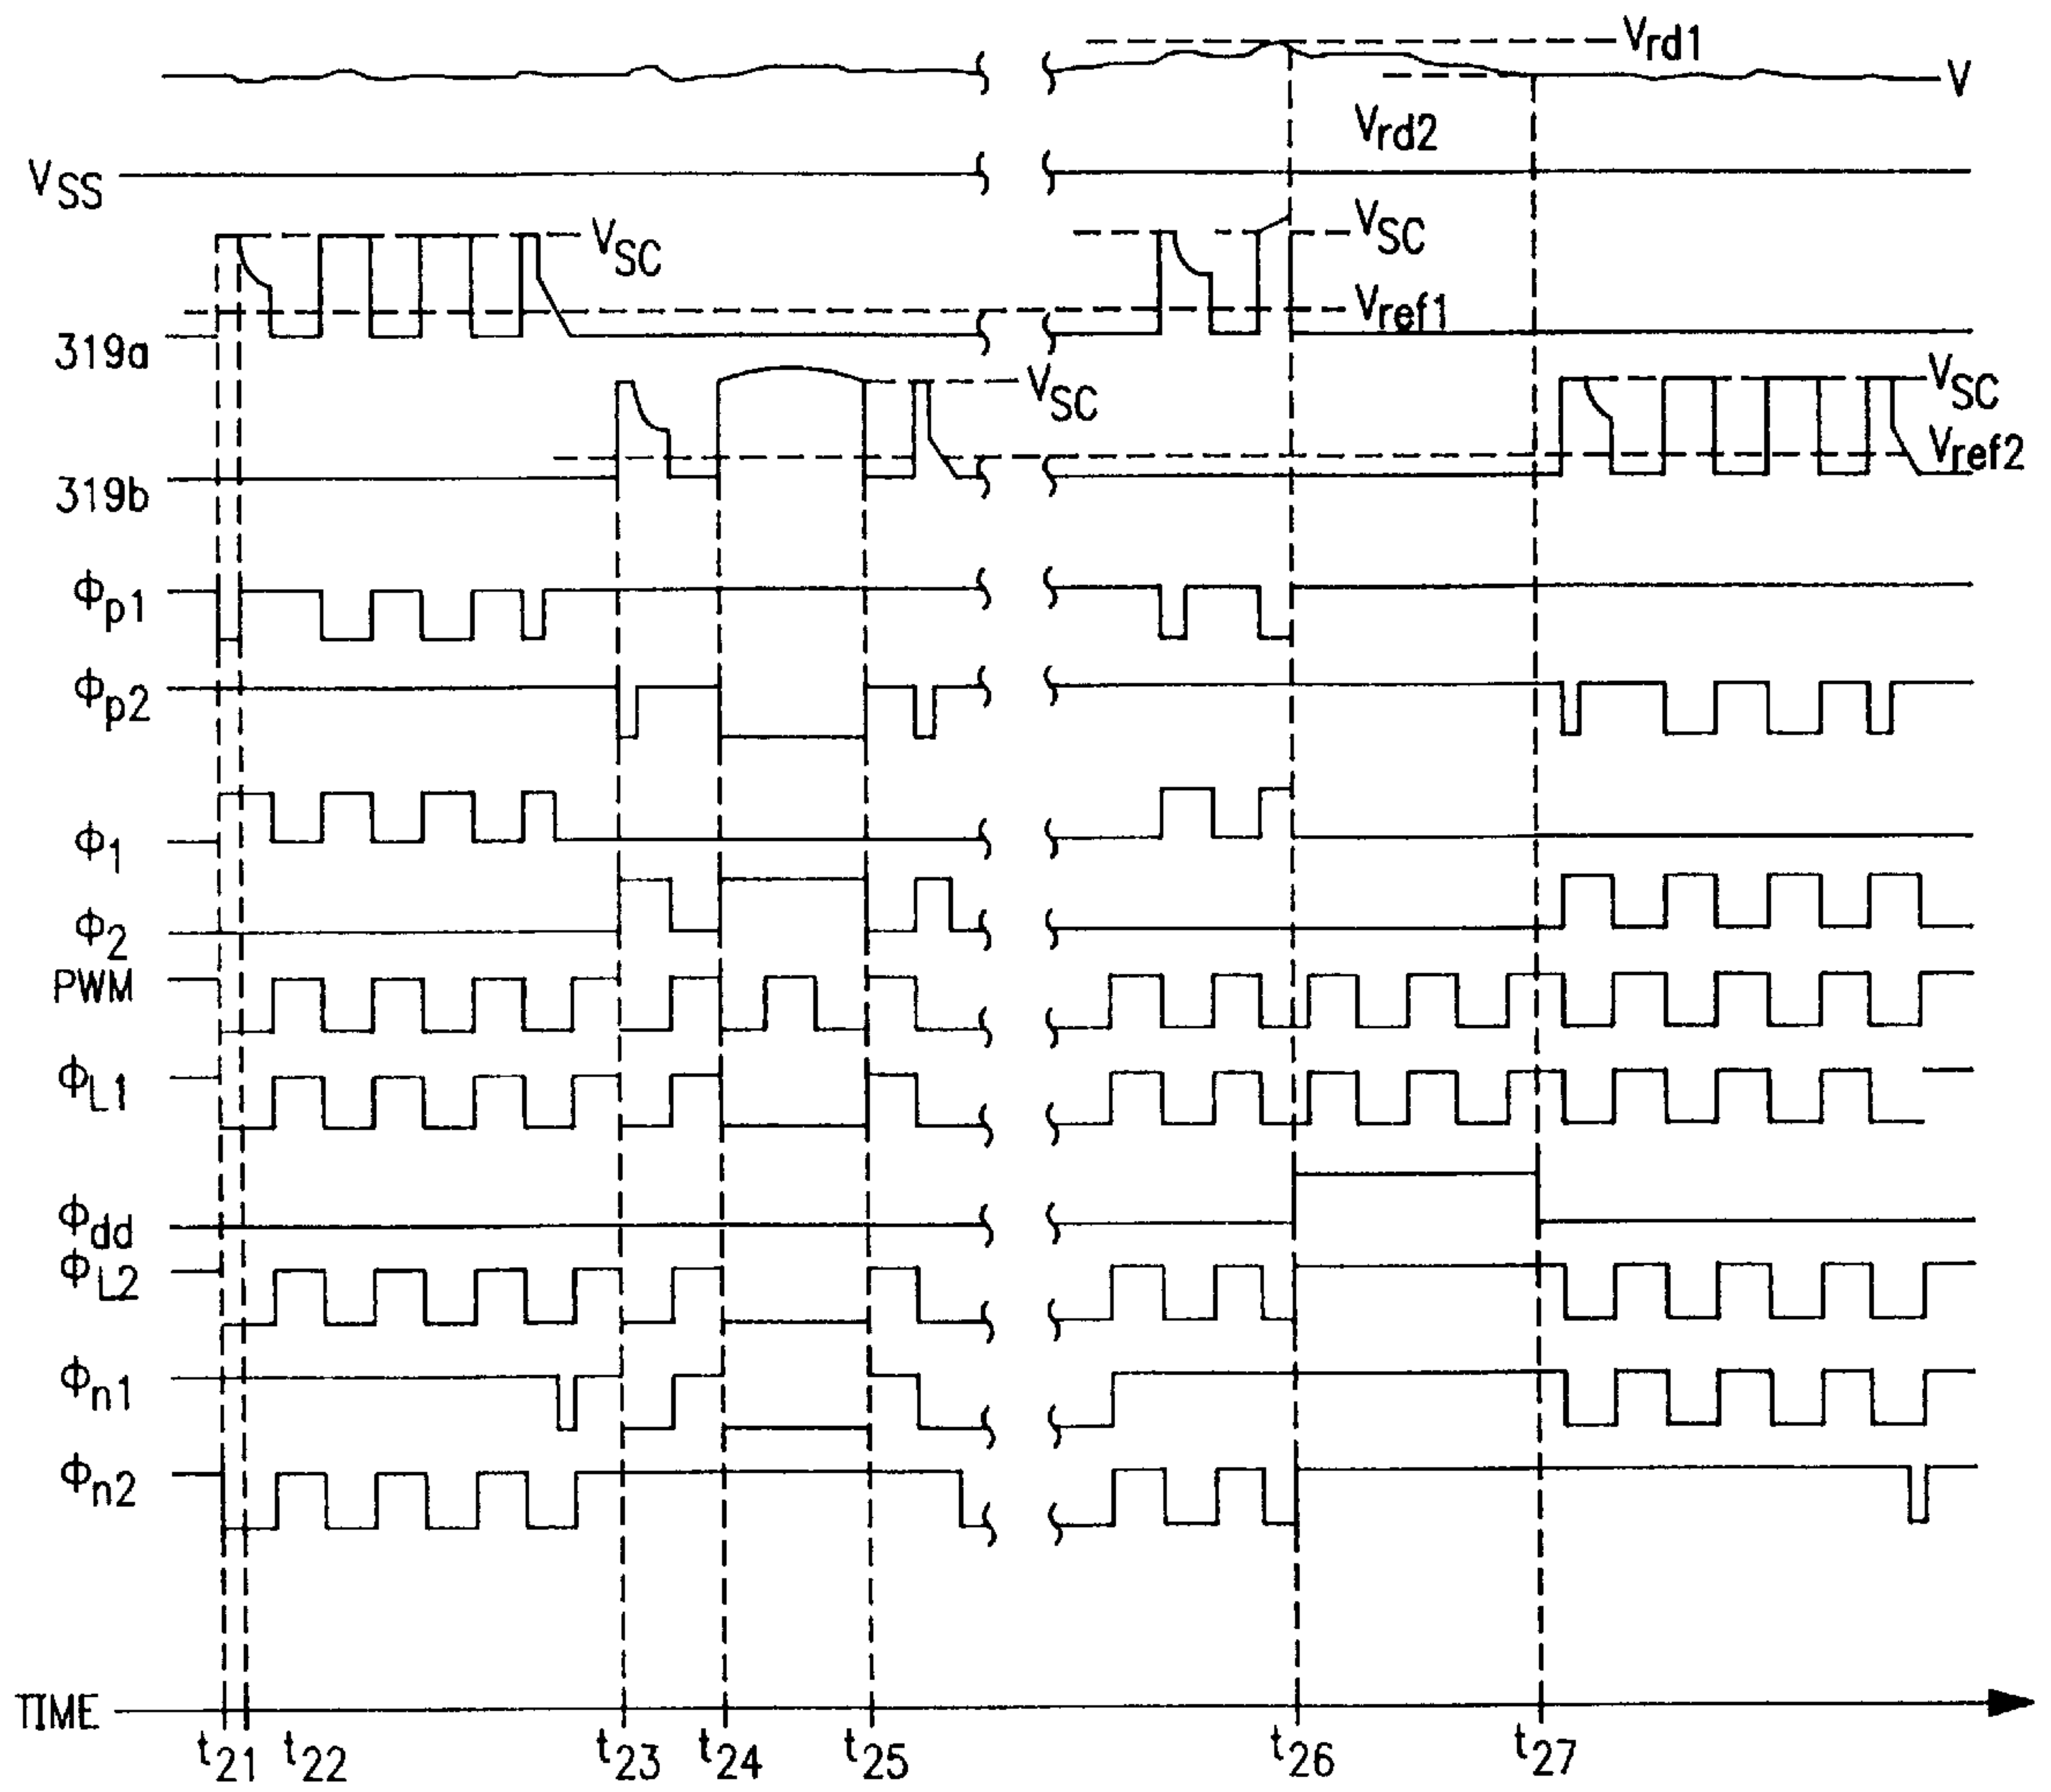 Vrd1
V
Vrd2
VSS
VSC
VSC
Vref1
319a
VSC
VSC
Vref2
319b
Φp1
Φp2
Φ1
Φ2
PWM
ΦL1
Φdd
ΦL2
Φn1
Φn2
TIME
t21 t22 t23 t24 t25 t26 t27